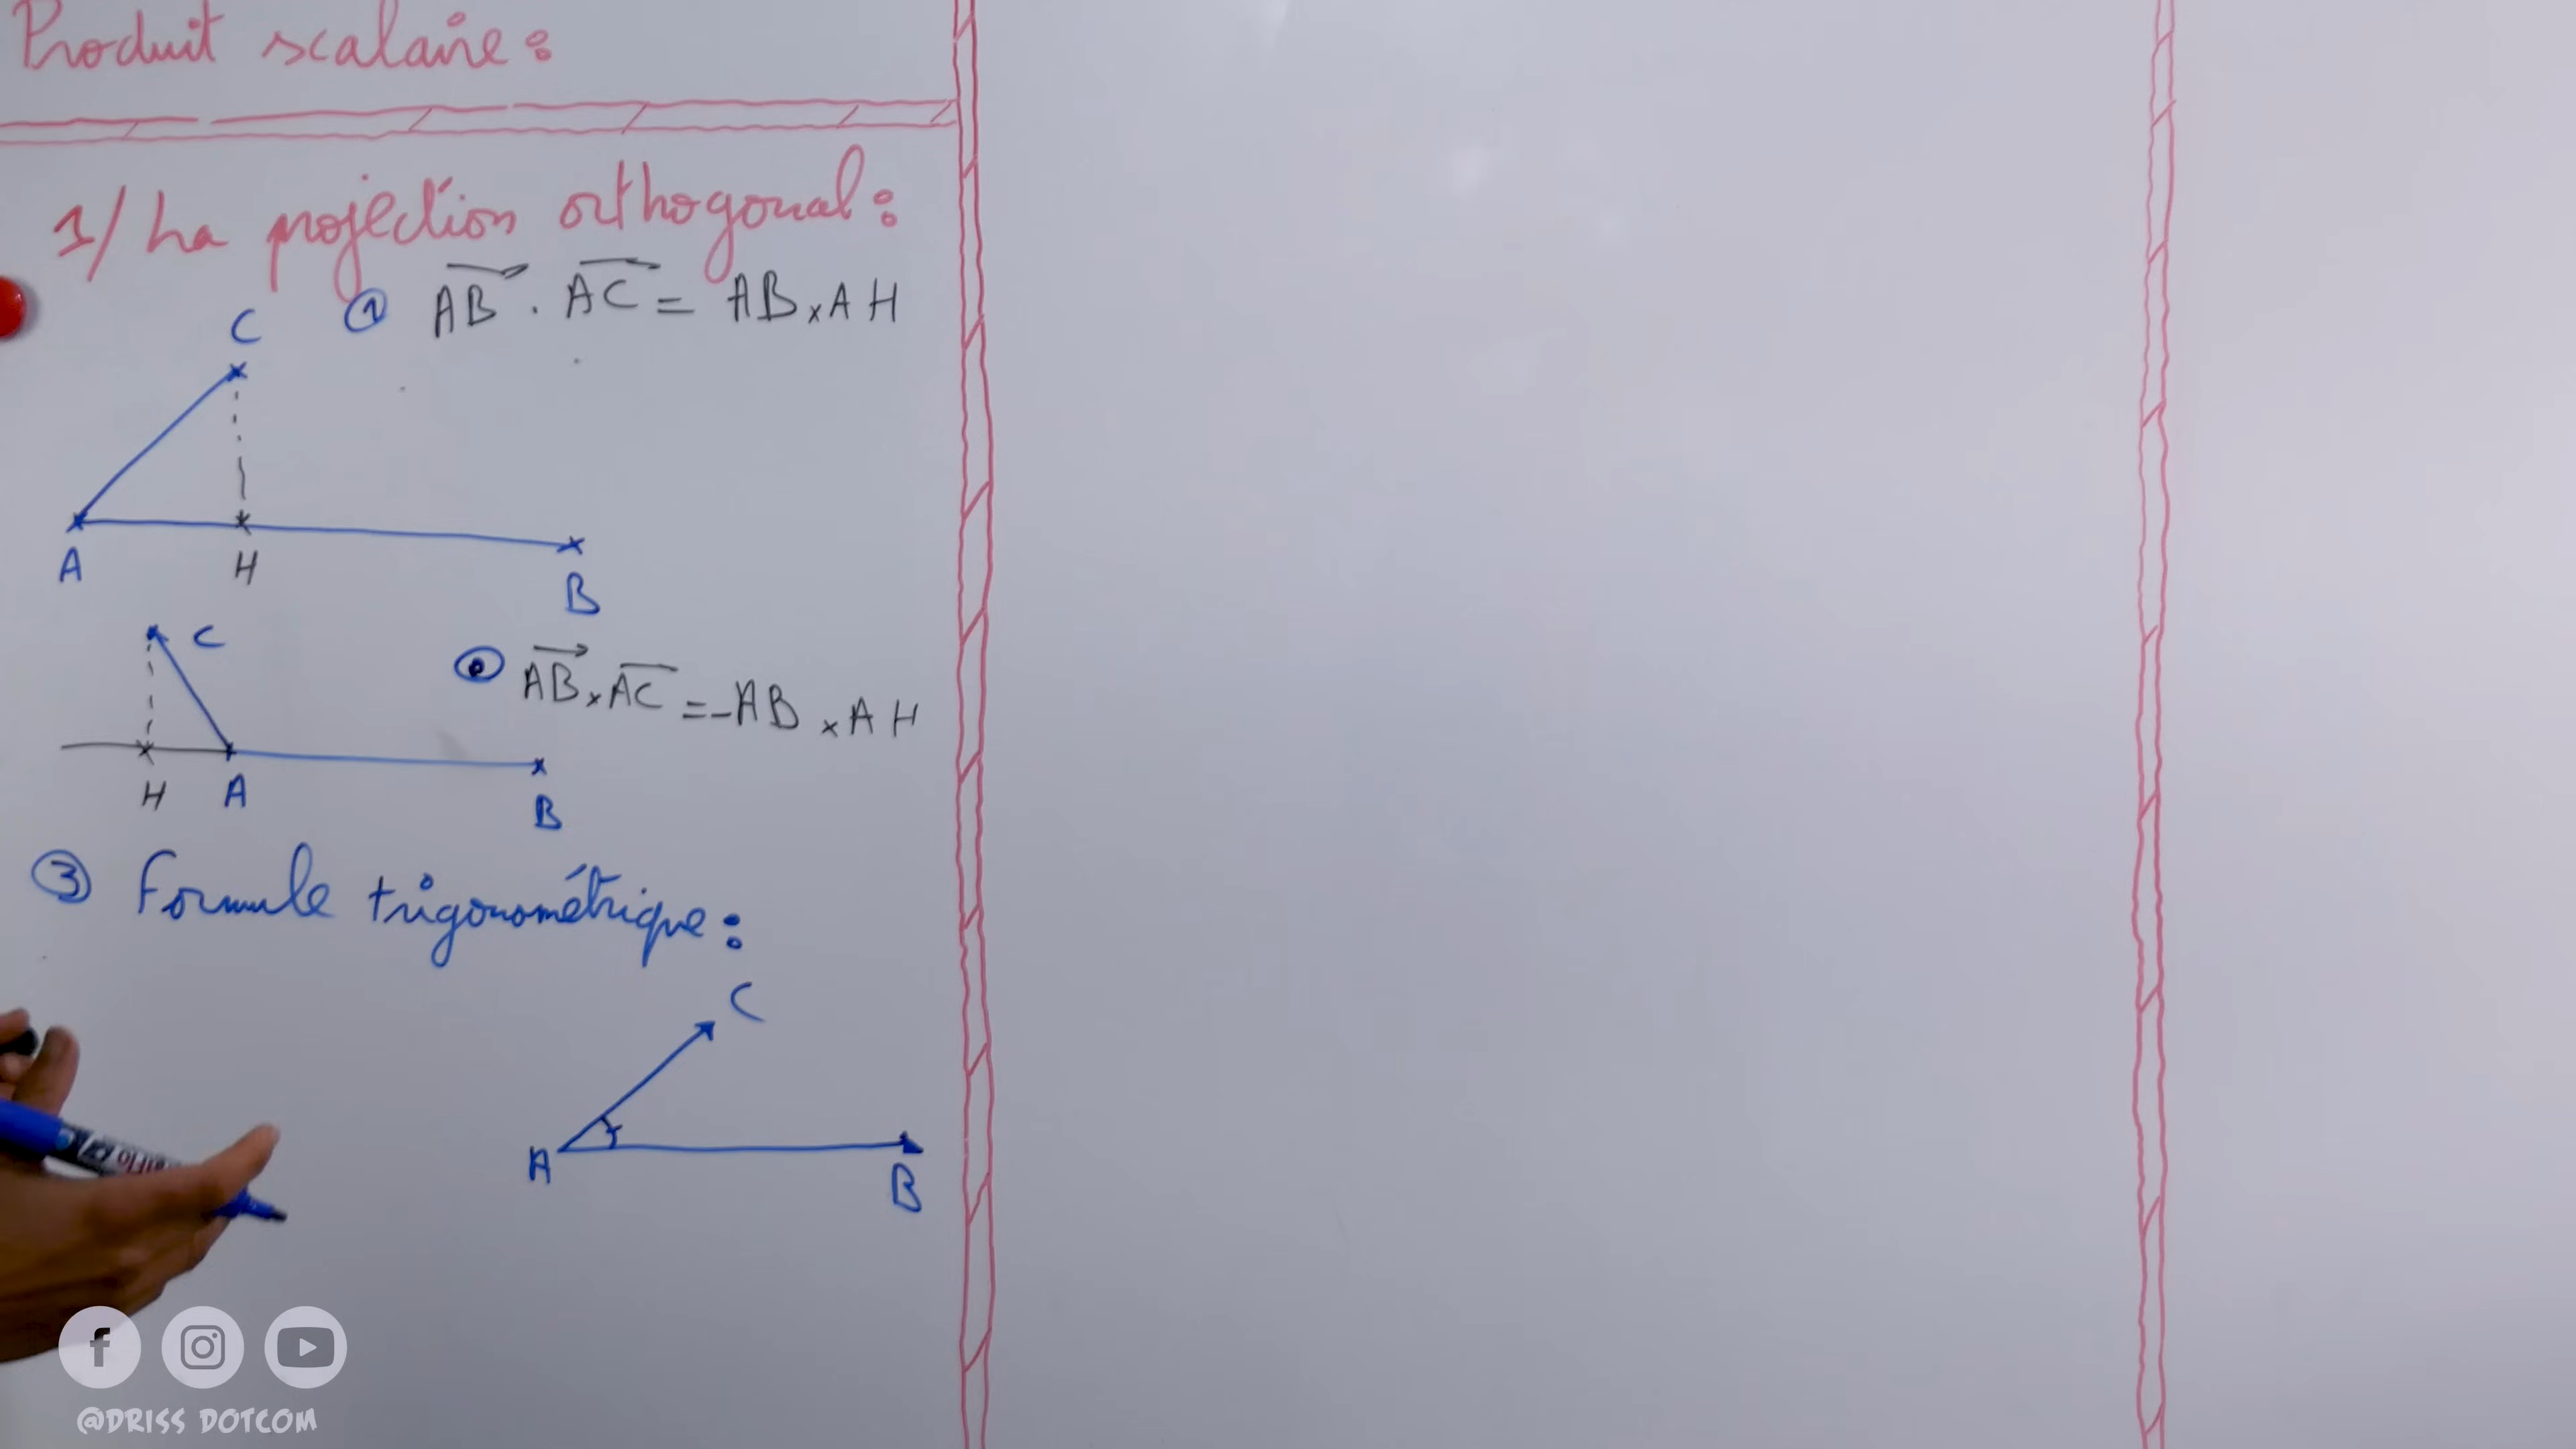 Produit scalaire:
1/ La projection orthogonal:
① AB . AC = AB x AH
C
A H B
C
② AB x AC = -AB x AH
H A B
③ Formule trigonométrique:
C
A B
@DRISS DOTCOM